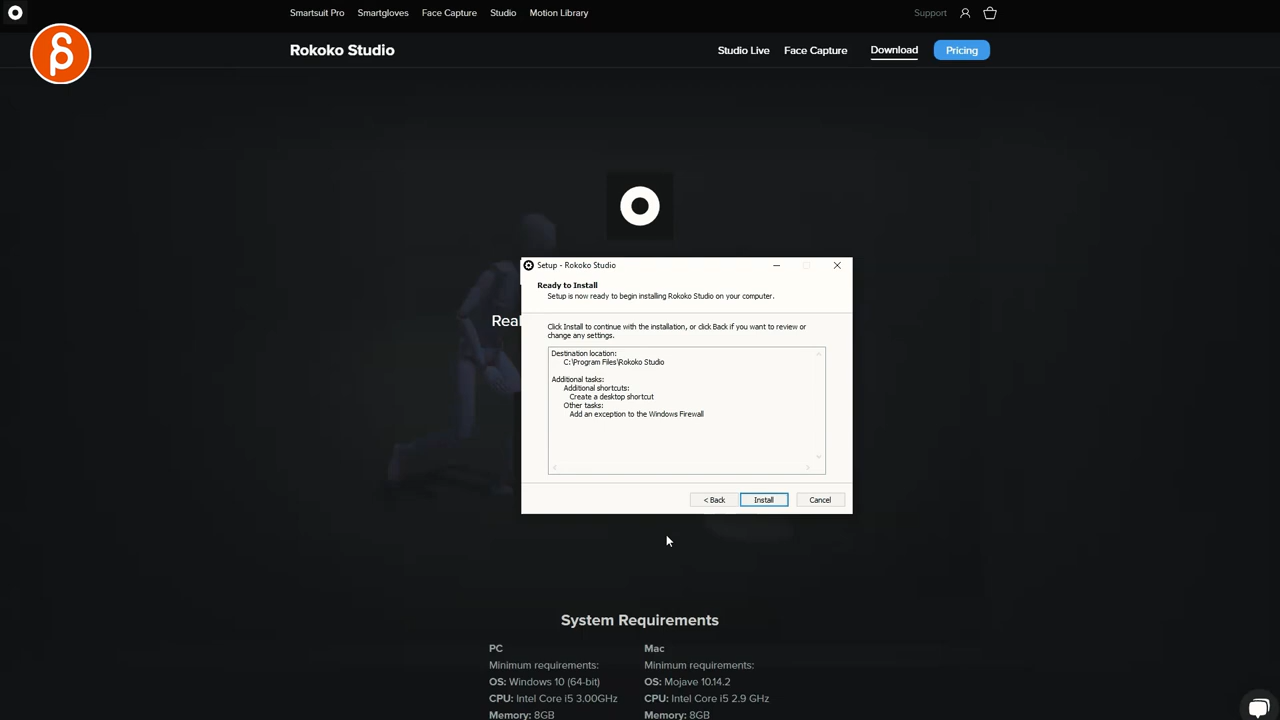 Smartsuit Pro Smartgloves Face Capture Studio Motion Library Support
Rokoko Studio Studio Live Face Capture Download Pricing
Setup - Rokoko Studio
Ready to Install
Setup is now ready to begin installing Rokoko Studio on your computer.
Real
Click Install to continue with the installation, or click Back if you want to review or
change any settings.
Destination location:
C:\Program Files\Rokoko Studio
Additional tasks:
Additional shortcuts:
Create a desktop shortcut
Other tasks:
Add an exception to the Windows Firewall
< Back Install Cancel
System Requirements
PC
Minimum requirements:
OS: Windows 10 (64-bit)
CPU: Intel Core i5 3.00GHz
Memory: 8GB
Mac
Minimum requirements:
OS: Mojave 10.14.2
CPU: Intel Core i5 2.9 GHz
Memory: 8GB